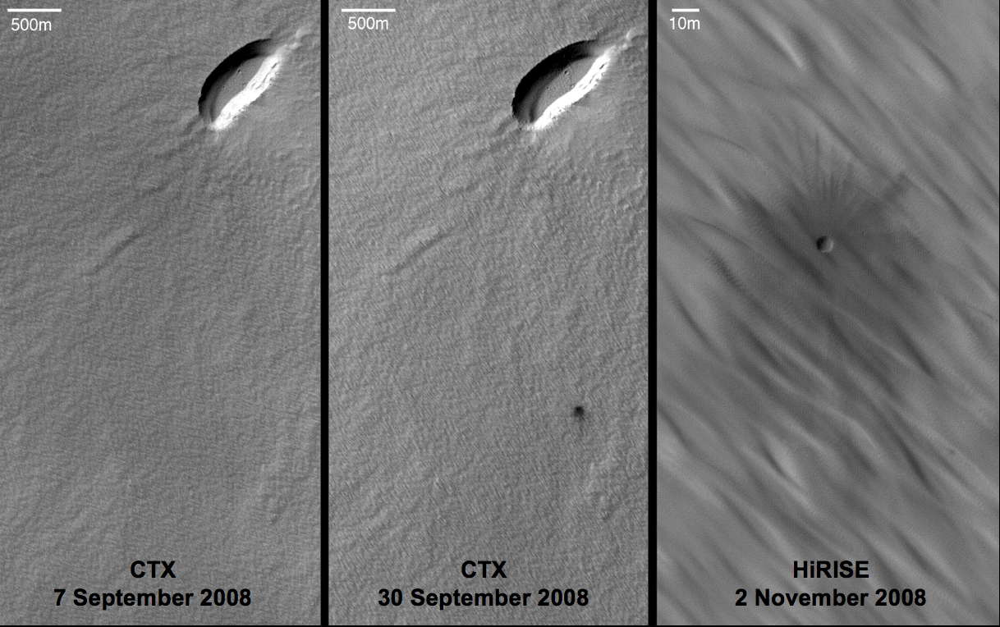 500m
500m
10m
CTX
7 September 2008
CTX
30 September 2008
HiRISE
2 November 2008